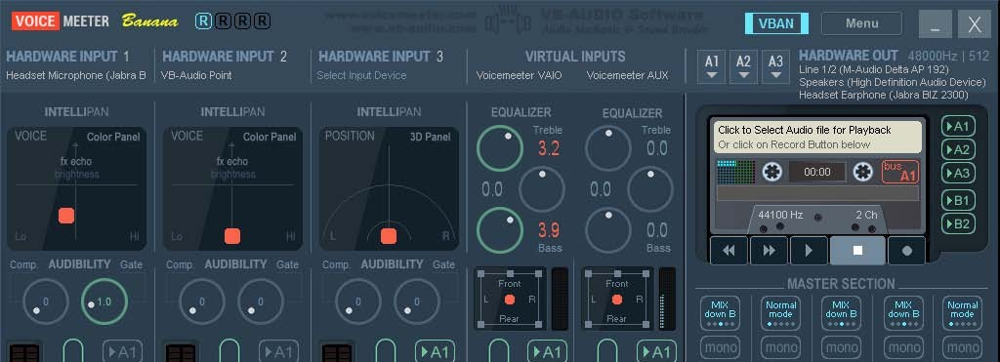 VOICEMEETER Banana R R R R
www.voicemeeter.com
www.vb-audio.com
VB-AUDIO Software
Audio Mechanic & Sound Breeder
VBAN Menu _ X
HARDWARE INPUT 1
Headset Microphone (Jabra B
HARDWARE INPUT 2
VB-Audio Point
HARDWARE INPUT 3
Select Input Device
VIRTUAL INPUTS
Voicemeeter VAIO Voicemeeter AUX
A1 A2 A3
HARDWARE OUT 48000Hz | 512
Line 1/2 (M-Audio Delta AP 192)
Speakers (High Definition Audio Device)
Headset Earphone (Jabra BIZ 2300)
INTELLIPAN
VOICE Color Panel
fx echo
brightness
Lo Hi
Comp. AUDIBILITY Gate
0 1.0
A1
INTELLIPAN
VOICE Color Panel
fx echo
brightness
Lo Hi
Comp. AUDIBILITY Gate
0 0
A1
INTELLIPAN
POSITION 3D Panel
L R
Comp. AUDIBILITY Gate
0 0
A1
EQUALIZER
Treble
3.2
0.0
3.9
Bass
Front
L R
Rear
A1
EQUALIZER
Treble
0.0
0.0
0.0
Bass
Front
L R
Rear
A1
Click to Select Audio file for Playback
Or click on Record Button below
00:00
bus
A1
44100 Hz 2 Ch
A1
A2
A3
B1
B2
MASTER SECTION
MIX down B
Normal mode
MIX down B
MIX down B
Normal mode
mono mono mono mono mono